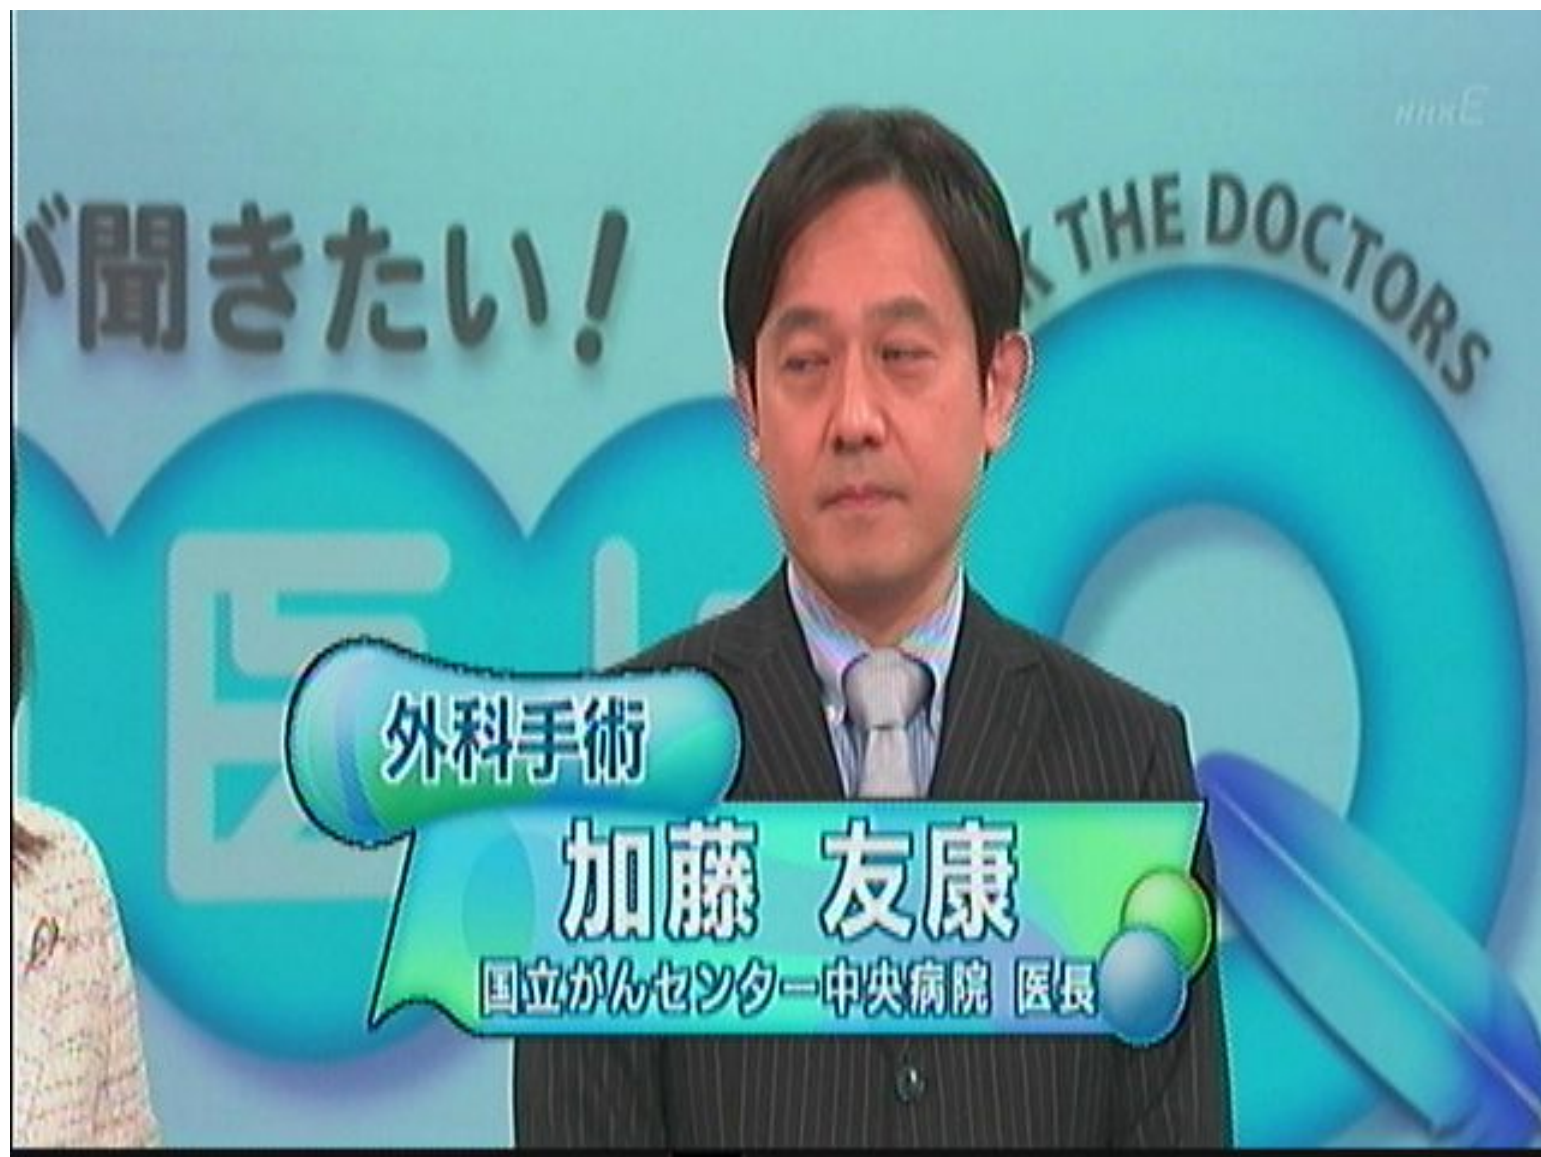 NHKE
が聞きたい!
THE DOCTORS
医
Q
外科手術
加藤 友康
国立がんセンター中央病院 医長